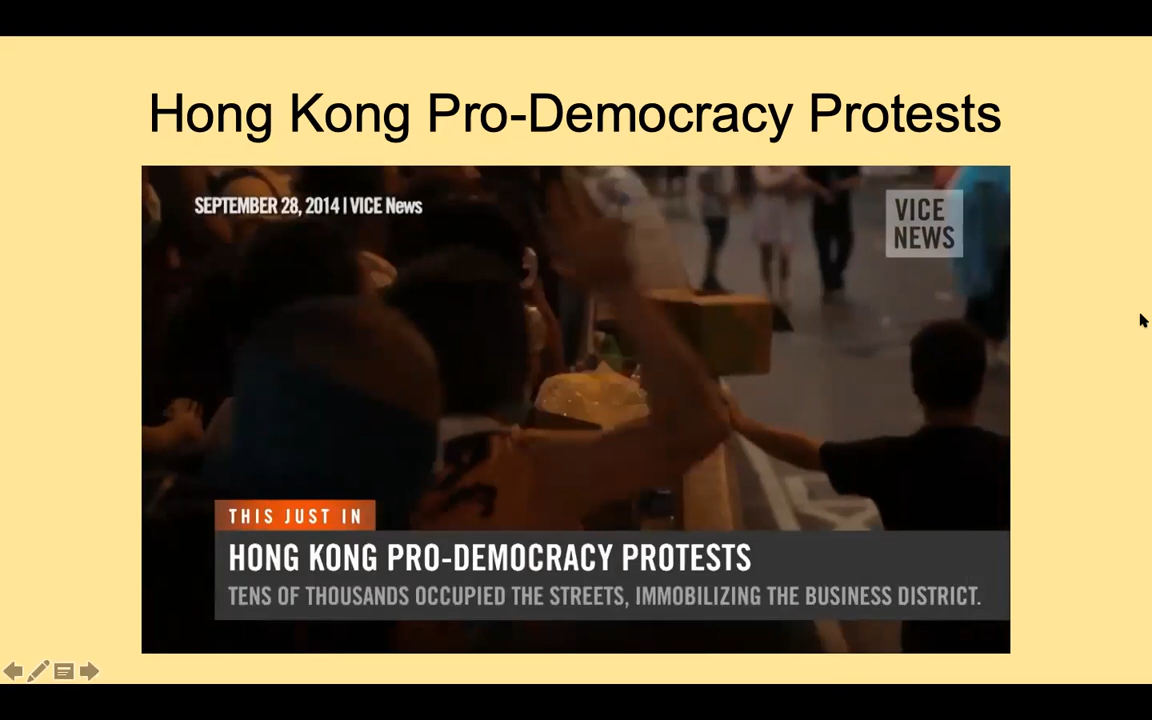 Hong Kong Pro-Democracy Protests
SEPTEMBER 28, 2014 | VICE News
VICE
NEWS
THIS JUST IN
HONG KONG PRO-DEMOCRACY PROTESTS
TENS OF THOUSANDS OCCUPIED THE STREETS, IMMOBILIZING THE BUSINESS DISTRICT.